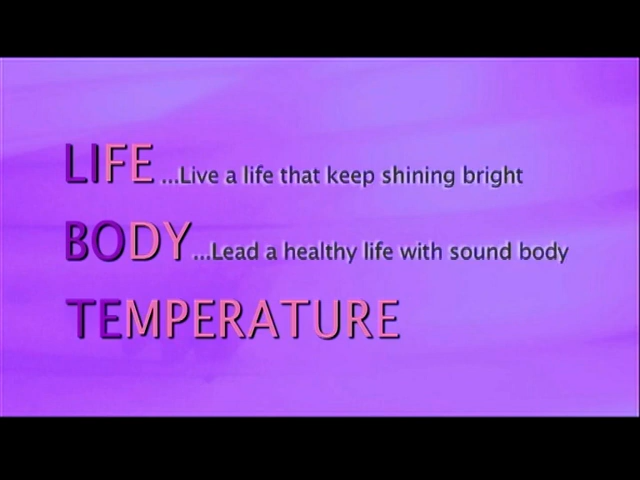 LIFE ...Live a life that keep shining bright
BODY ...Lead a healthy life with sound body
TEMPERATURE